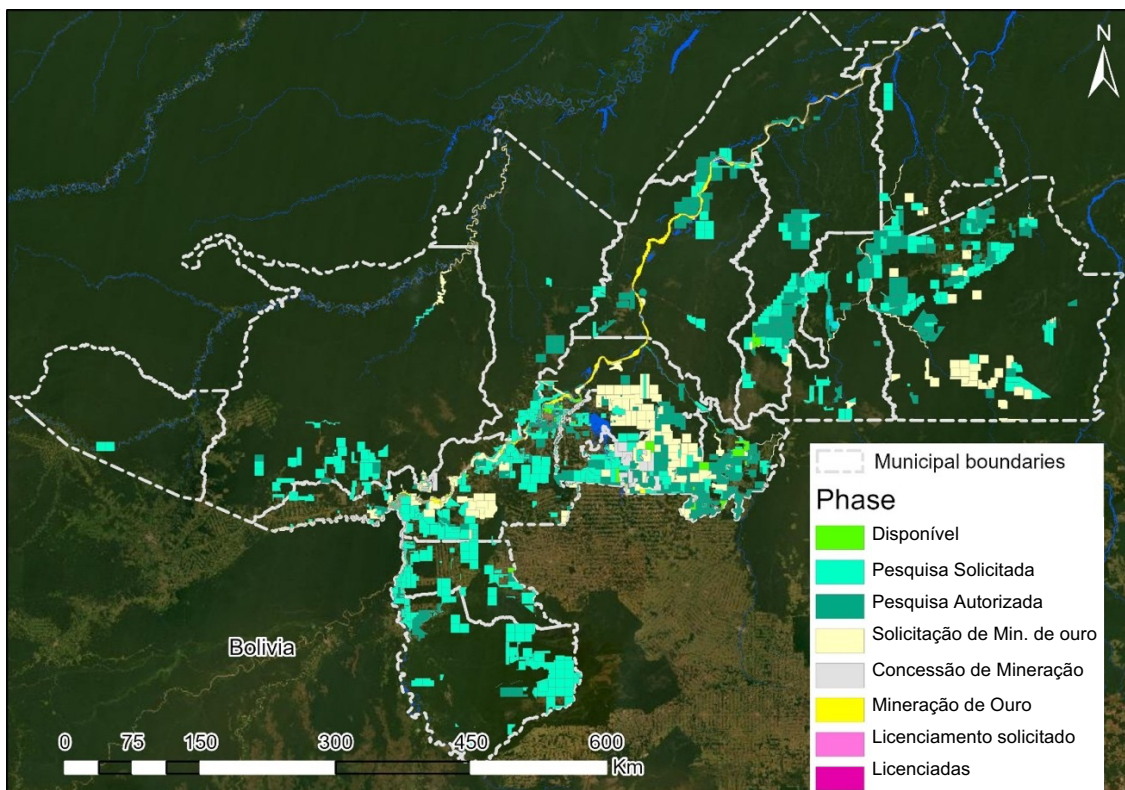 N
Bolivia
0 75 150 300 450 600
Km
Municipal boundaries
Phase
Disponível
Pesquisa Solicitada
Pesquisa Autorizada
Solicitação de Min. de ouro
Concessão de Mineração
Mineração de Ouro
Licenciamento solicitado
Licenciadas